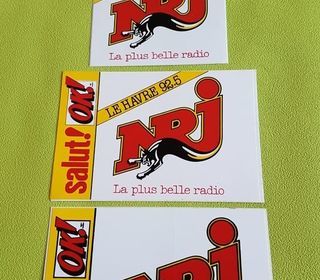 NRJ
La plus belle radio
salut! OK!
LE HAVRE 92.5
NRJ
La plus belle radio
OK!
NRJ